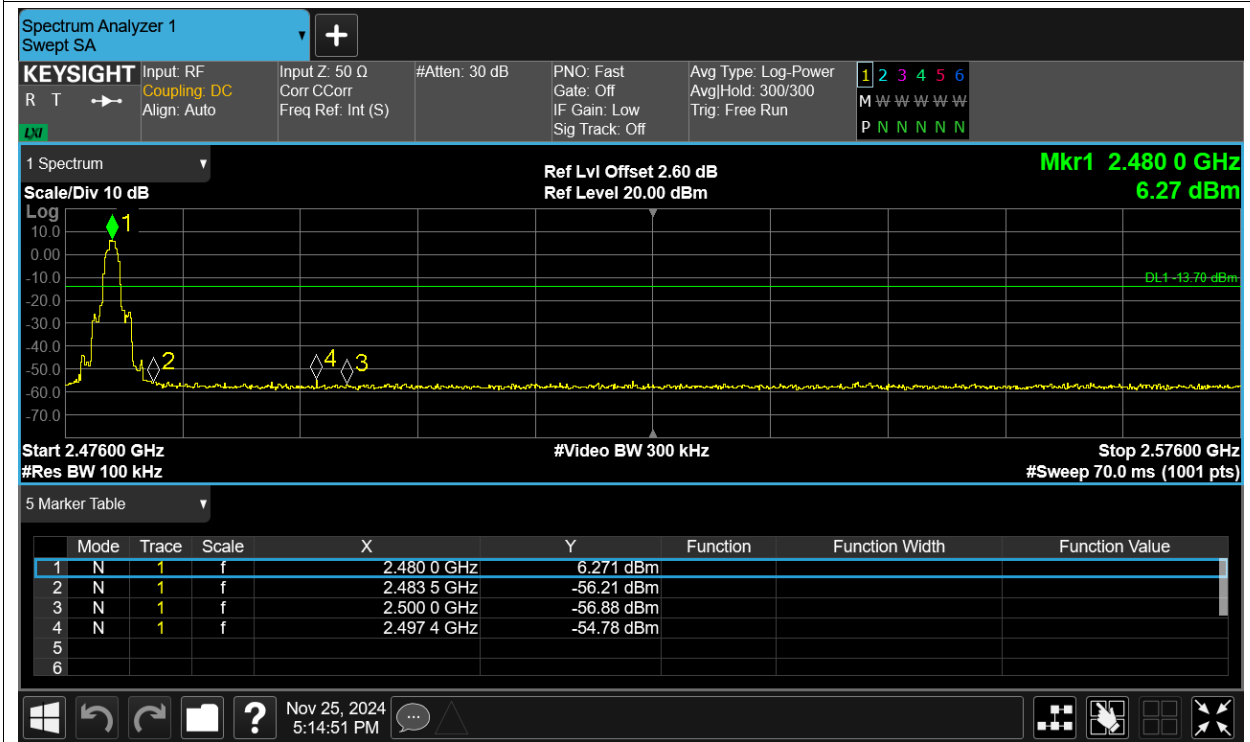 Spectrum Analyzer 1
Swept SA
+
KEYSIGHT
R T
LXI
Input: RF
Coupling: DC
Align: Auto
Input Z: 50 Ω
Corr CCorr
Freq Ref: Int (S)
#Atten: 30 dB
PNO: Fast
Gate: Off
IF Gain: Low
Sig Track: Off
Avg Type: Log-Power
Avg|Hold: 300/300
Trig: Free Run
1 2 3 4 5 6
M W W W W W
P N N N N N
1 Spectrum
Scale/Div 10 dB
Ref Lvl Offset 2.60 dB
Ref Level 20.00 dBm
Mkr1 2.480 0 GHz
6.27 dBm
Log
10.0
0.00
-10.0
-20.0
-30.0
-40.0
-50.0
-60.0
-70.0
1
2
4
3
DL1 -13.70 dBm
Start 2.47600 GHz
#Res BW 100 kHz
#Video BW 300 kHz
Stop 2.57600 GHz
#Sweep 70.0 ms (1001 pts)
5 Marker Table
Mode Trace Scale X Y Function Function Width Function Value
1 N 1 f 2.480 0 GHz 6.271 dBm
2 N 1 f 2.483 5 GHz -56.21 dBm
3 N 1 f 2.500 0 GHz -56.88 dBm
4 N 1 f 2.497 4 GHz -54.78 dBm
5
6
?
Nov 25, 2024
5:14:51 PM